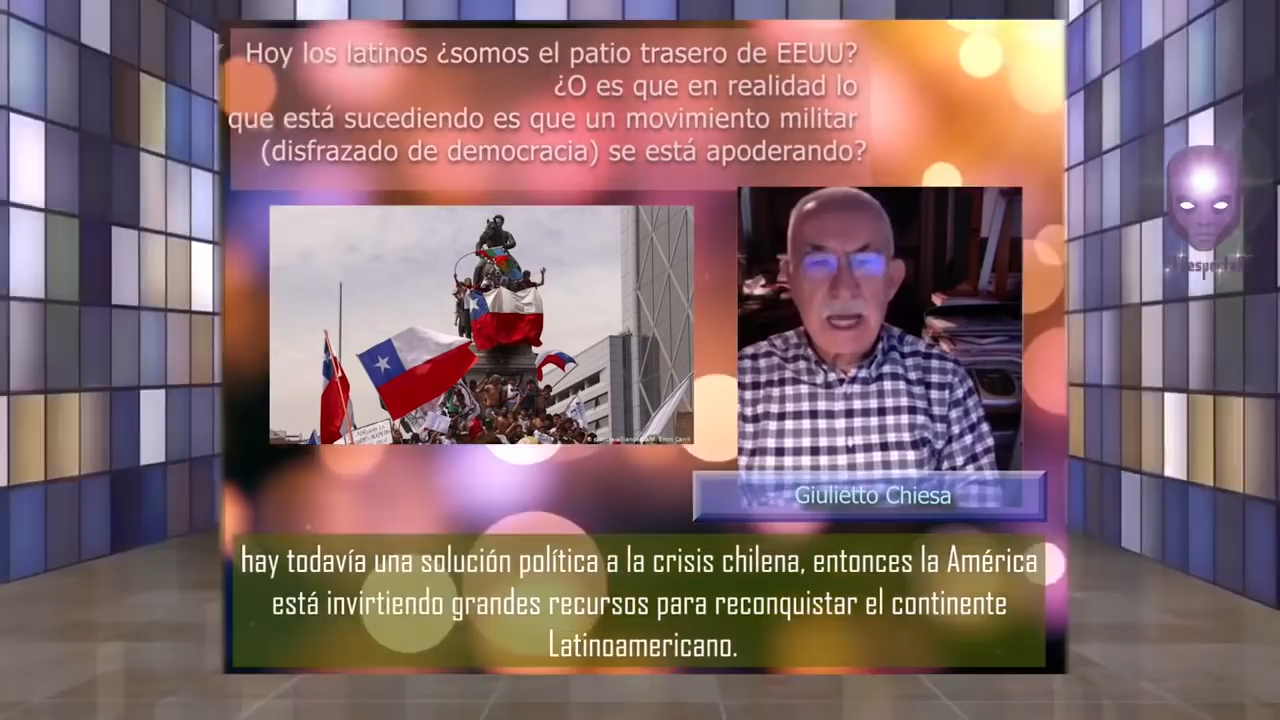 Hoy los latinos ¿somos el patio trasero de EEUU?
¿O es que en realidad lo
que está sucediendo es que un movimiento militar
(disfrazado de democracia) se está apoderando?
Giulietto Chiesa
hay todavía una solución política a la crisis chilena, entonces la América
está invirtiendo grandes recursos para reconquistar el continente
Latinoamericano.